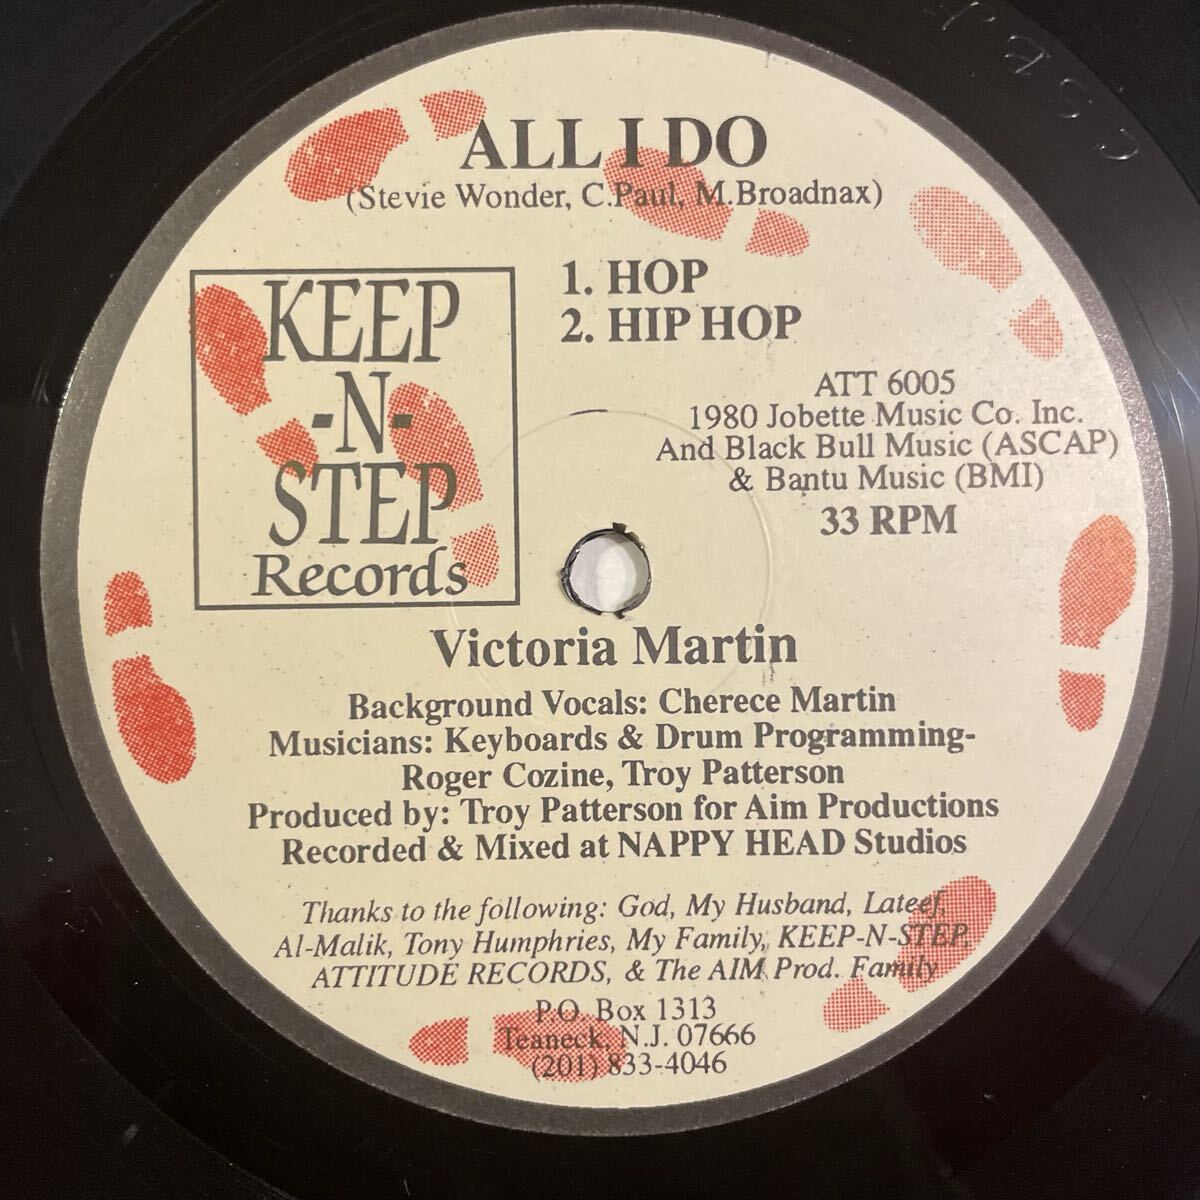 ALL I DO
(Stevie Wonder, C.Paul, M.Broadnax)
1. HOP
2. HIP HOP
KEEP
-N-
STEP
Records
ATT 6005
1980 Jobette Music Co. Inc.
And Black Bull Music (ASCAP)
& Bantu Music (BMI)
33 RPM
Victoria Martin
Background Vocals: Cherece Martin
Musicians: Keyboards & Drum Programming-
Roger Cozine, Troy Patterson
Produced by: Troy Patterson for Aim Productions
Recorded & Mixed at NAPPY HEAD Studios
Thanks to the following: God, My Husband, Lateef,
Al-Malik, Tony Humphries, My Family, KEEP-N-STEP,
ATTITUDE RECORDS, & The AIM Prod. Family
P.O. Box 1313
Teaneck, N.J. 07666
(201) 833-4046